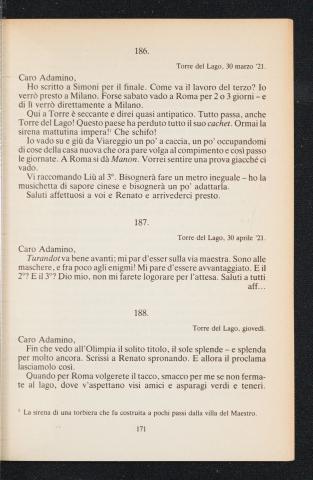 186.
Torre del Lago, 30 marzo '21.
Caro Adamino,
Ho scritto a Simoni per il finale. Come va il lavoro del terzo? Io
verrò presto a Milano. Forse sabato vado a Roma per 2 o 3 giorni – e
di lì verrò direttamente a Milano.
Qui a Torre è seccante e direi quasi antipatico. Tutto passa, anche
Torre del Lago! Questo paese ha perduto tutto il suo cachet. Ormai la
sirena mattutina impera!¹ Che schifo!
Io vado su e giù da Viareggio un po' a caccia, un po' occupandomi
di cose della casa nuova che ora pare volga al compimento e così passo
le giornate. A Roma si dà Manon. Vorrei sentire una prova giacché ci
vado.
Vi raccomando Liù al 3°. Bisognerà fare un metro ineguale – ho la
musichetta di sapore cinese e bisognerà un po' adattarla.
Saluti affettuosi a voi e Renato e arrivederci presto.
187.
Torre del Lago, 30 aprile '21.
Caro Adamino,
Turandot va bene avanti; mi par d'esser sulla via maestra. Sono alle
maschere, e fra poco agli enigmi! Mi pare d'essere avvantaggiato. E il
2°? E il 3°? Dio mio, non mi farete logorare per l'attesa. Saluti a tutti
aff...
188.
Torre del Lago, giovedì.
Caro Adamino,
Fin che vedo all'Olimpia il solito titolo, il sole splende – e splenda
per molto ancora. Scrissi a Renato spronando. E allora il proclama
lasciamolo così.
Quando per Roma volgerete il tacco, smacco per me se non ferma-
te al lago, dove v'aspettano visi amici e asparagi verdi e teneri.
¹ La sirena di una torbiera che fu costruita a pochi passi dalla villa del Maestro.
171